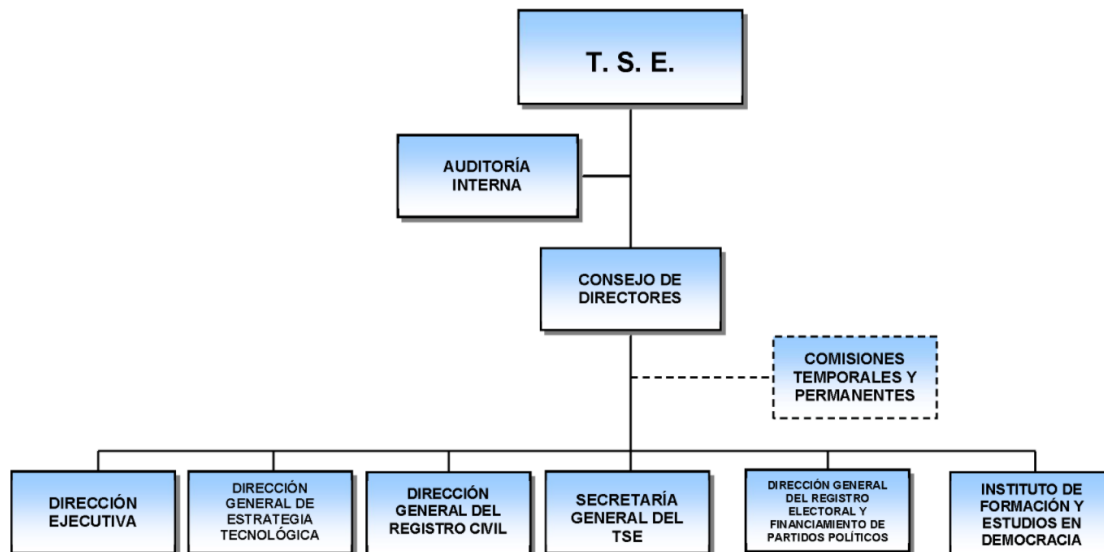 T. S. E.
AUDITORÍA
INTERNA
CONSEJO DE
DIRECTORES
COMISIONES
TEMPORALES Y
PERMANENTES
DIRECCIÓN
EJECUTIVA
DIRECCIÓN
GENERAL DE
ESTRATEGIA
TECNOLÓGICA
DIRECCIÓN
GENERAL DEL
REGISTRO CIVIL
SECRETARÍA
GENERAL DEL
TSE
DIRECCIÓN GENERAL
DEL REGISTRO
ELECTORAL Y
FINANCIAMIENTO DE
PARTIDOS POLÍTICOS
INSTITUTO DE
FORMACIÓN Y
ESTUDIOS EN
DEMOCRACIA